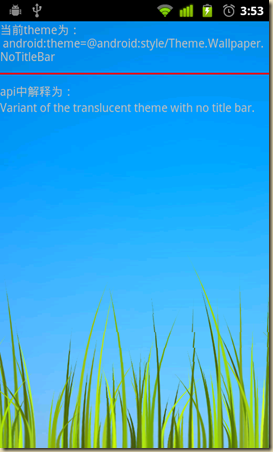 3:53
当前theme为：
android:theme=@android:style/Theme.Wallpaper.
NoTitleBar
api中解释为：
Variant of the translucent theme with no title bar.